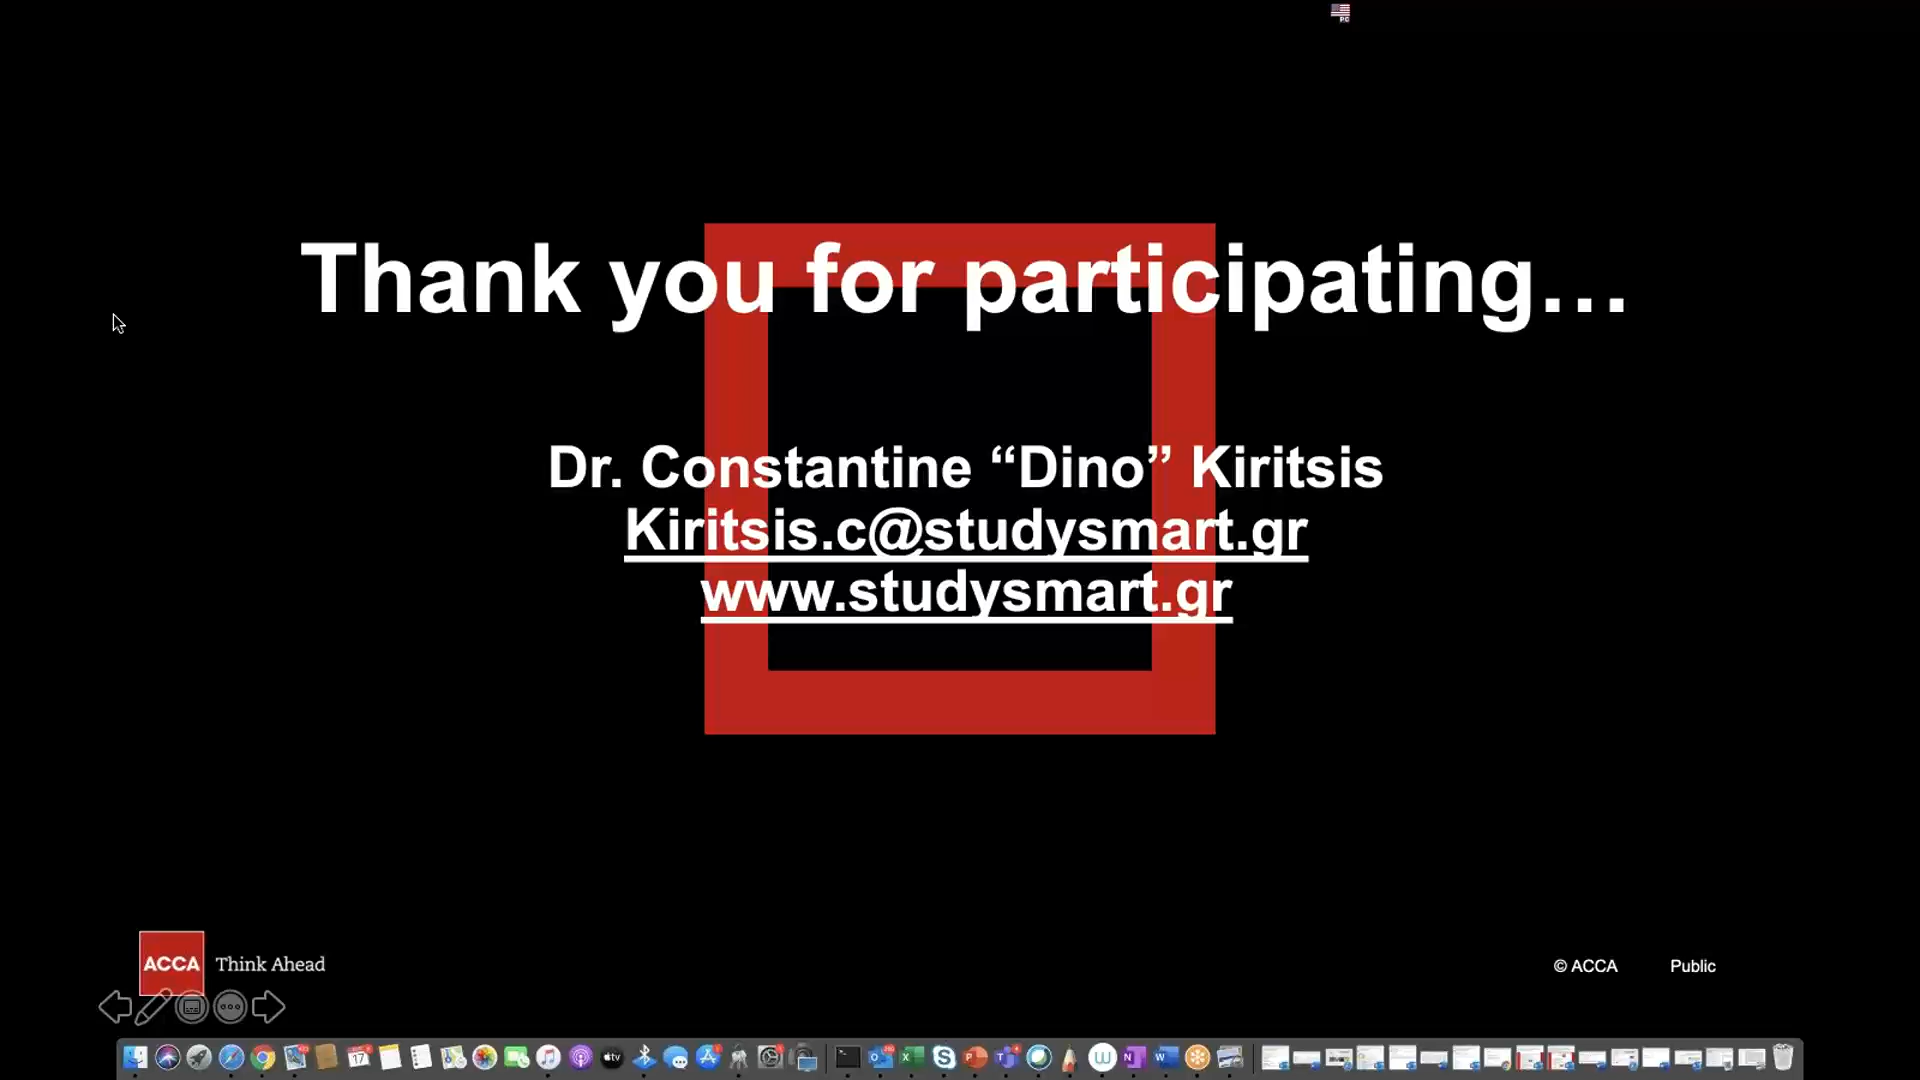 Thank you for participating…
Dr. Constantine “Dino” Kiritsis
Kiritsis.c@studysmart.gr
www.studysmart.gr
ACCA Think Ahead
© ACCA Public